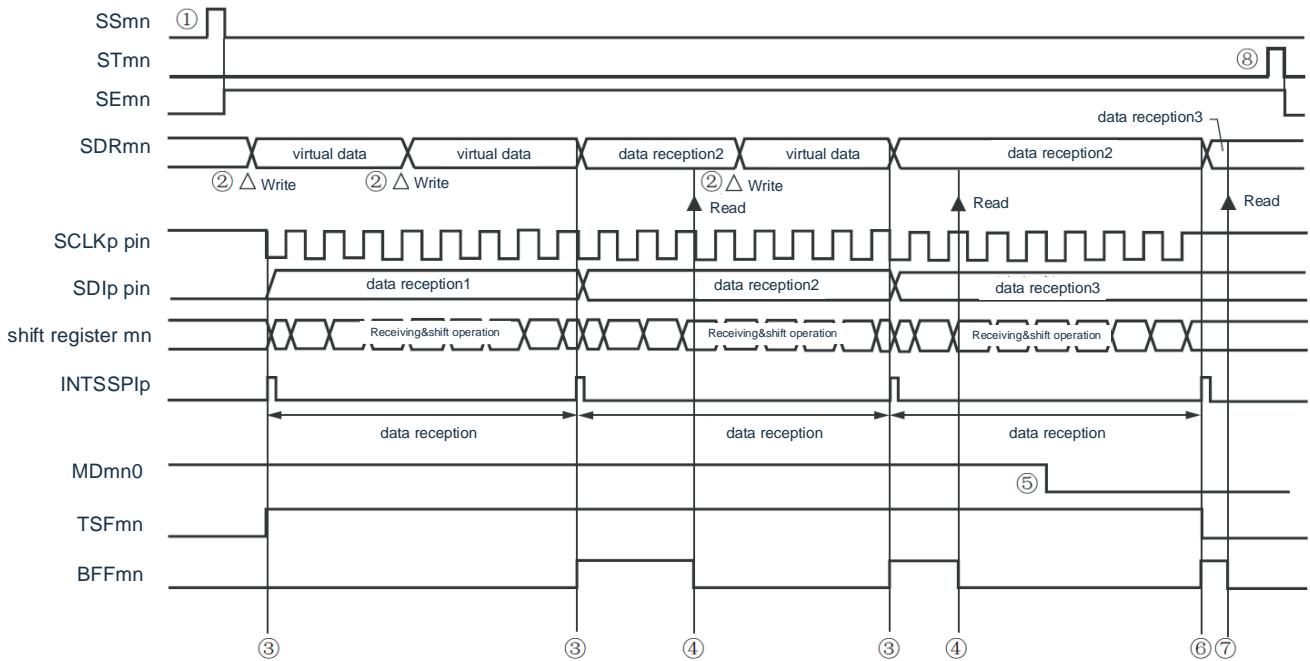 SSmn ①
STmn ⑧
SEmn
data reception3
SDRmn virtual data virtual data data reception2 virtual data data reception2
② △ Write ② △ Write ② △ Write
▲ Read ▲ Read ▲ Read
SCLKp pin
SDIp pin data reception1 data reception2 data reception3
shift register mn Receiving&shift operation Receiving&shift operation Receiving&shift operation
INTSSPIp
data reception data reception data reception
MDmn0 ⑤
TSFmn
BFFmn
③ ③ ④ ③ ④ ⑥ ⑦